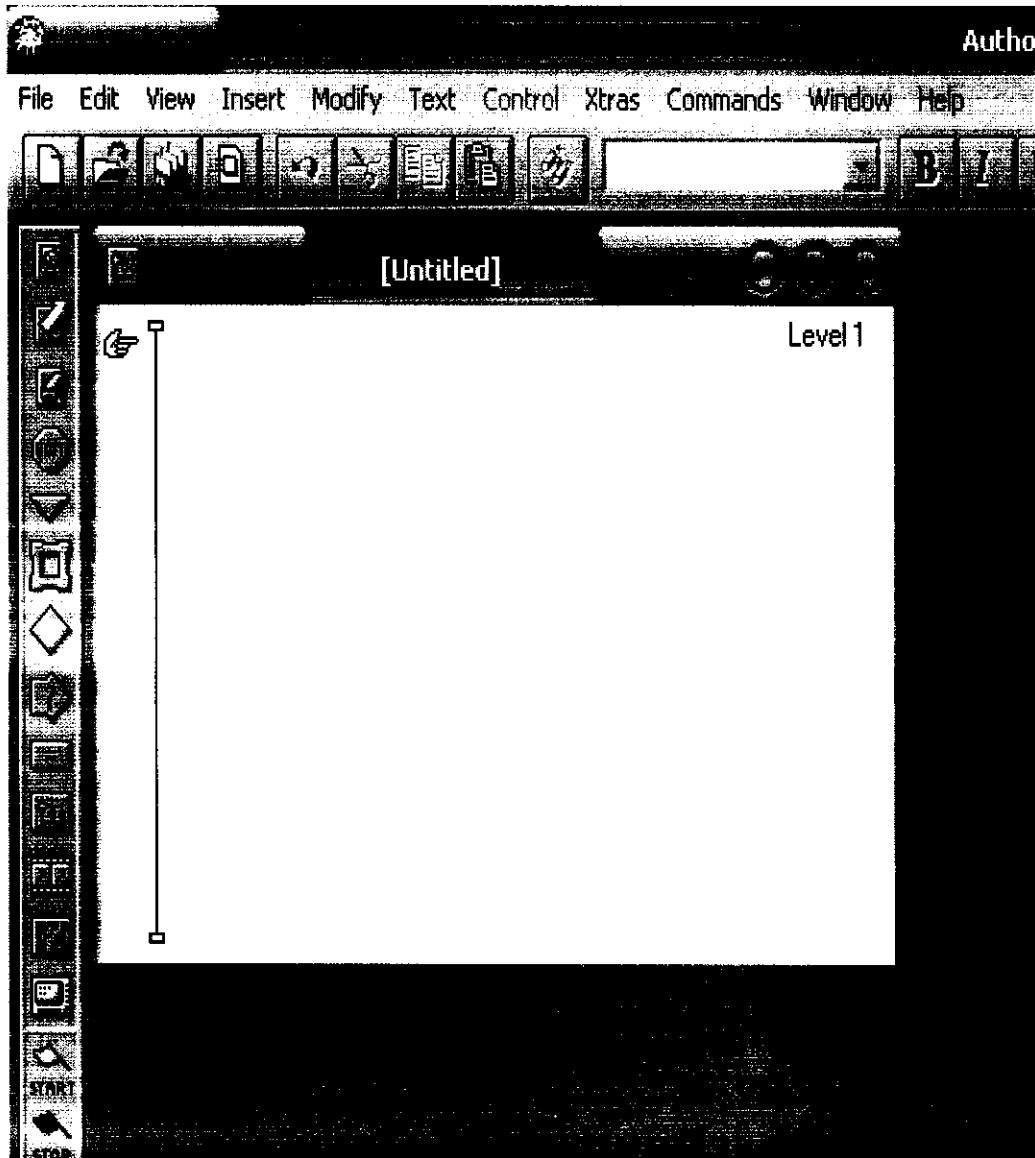 Autho
File Edit View Insert Modify Text Control Xtras Commands Window Help
B I
[Untitled]
Level 1
START
STOP